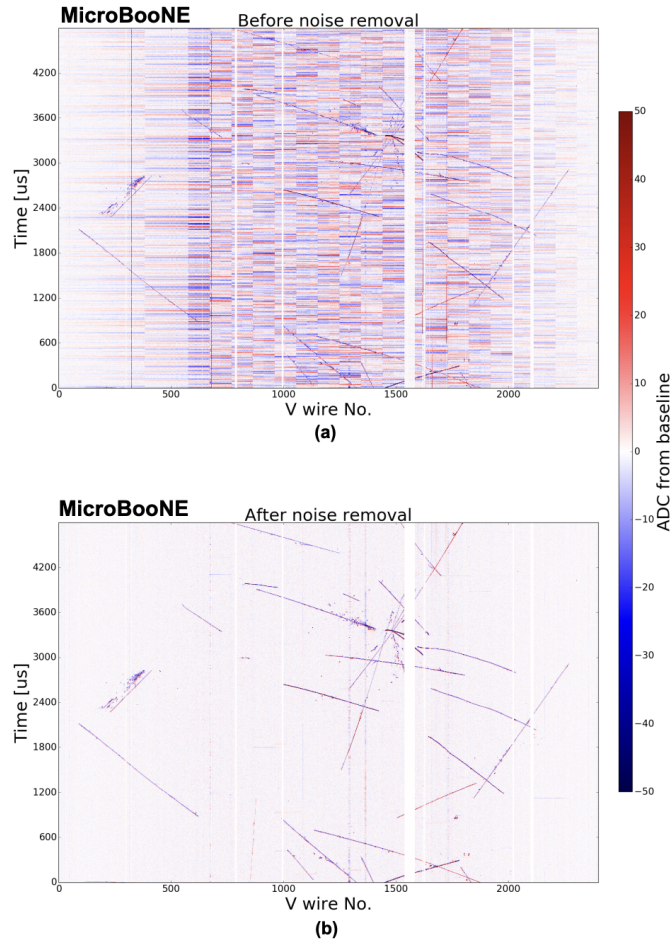 MicroBooNE
Before noise removal
4800
4200
3600
3000
2400
1800
1200
600
0
Time [us]
0 500 1000 1500 2000
V wire No.
(a)
MicroBooNE
After noise removal
4200
3600
3000
2400
1800
1200
600
0
Time [us]
0 500 1000 1500 2000
V wire No.
(b)
50
40
30
20
10
0
−10
−20
−30
−40
−50
ADC from baseline